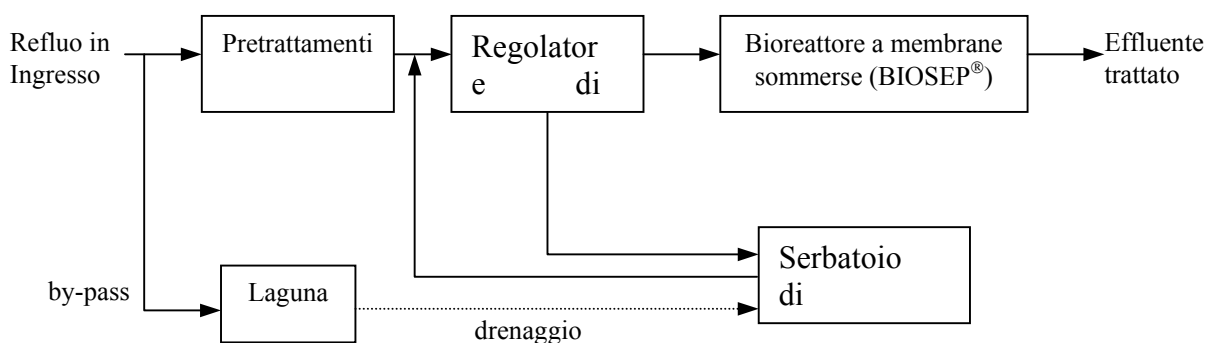 Refluo in
Ingresso
Pretrattamenti
Regolator
e di
Bioreattore a membrane
sommerse (BIOSEP®)
Effluente
trattato
Serbatoio
di
by-pass
Laguna
drenaggio